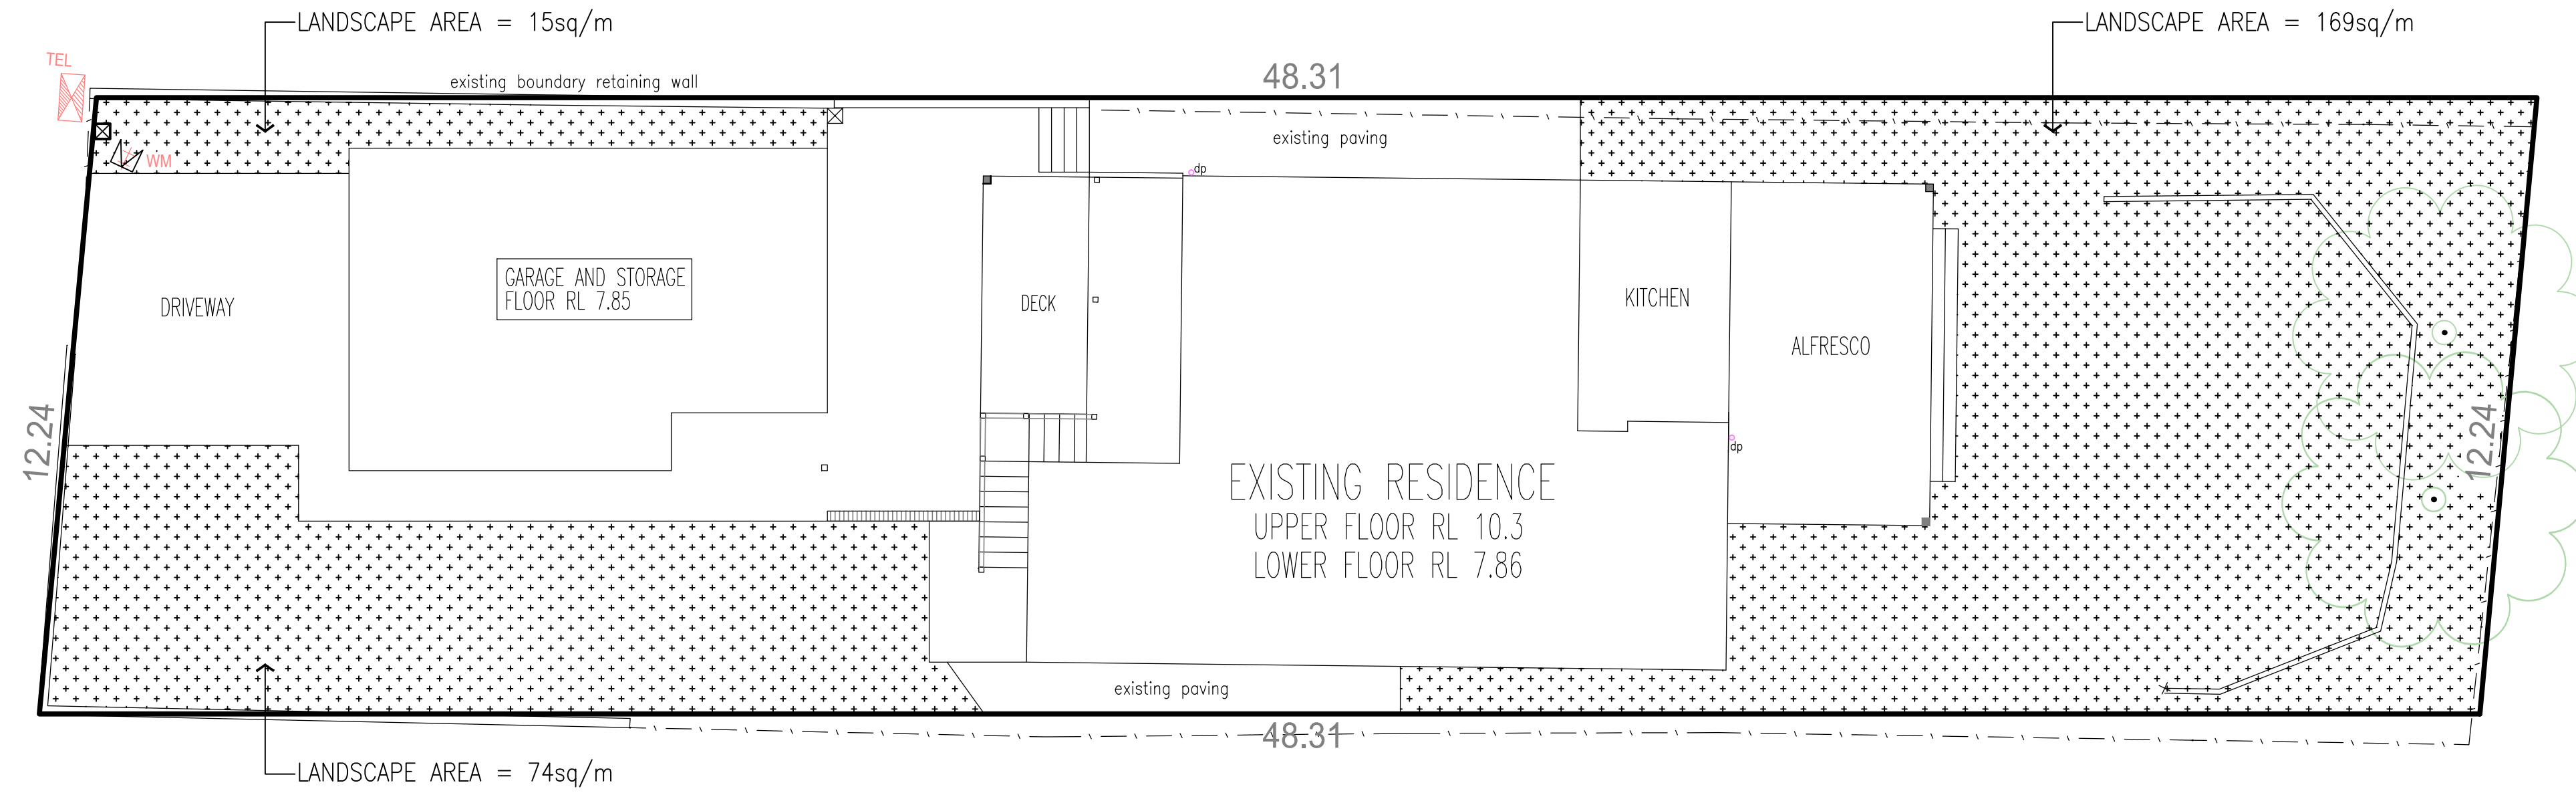 LANDSCAPE AREA = 15sq/m
LANDSCAPE AREA = 169sq/m
TEL
existing boundary retaining wall
48.31
existing paving
WM
dp
GARAGE AND STORAGE
FLOOR RL 7.85
DRIVEWAY
DECK
KITCHEN
ALFRESCO
12.24
12.24
dp
EXISTING RESIDENCE
UPPER FLOOR RL 10.3
LOWER FLOOR RL 7.86
existing paving
48.31
LANDSCAPE AREA = 74sq/m